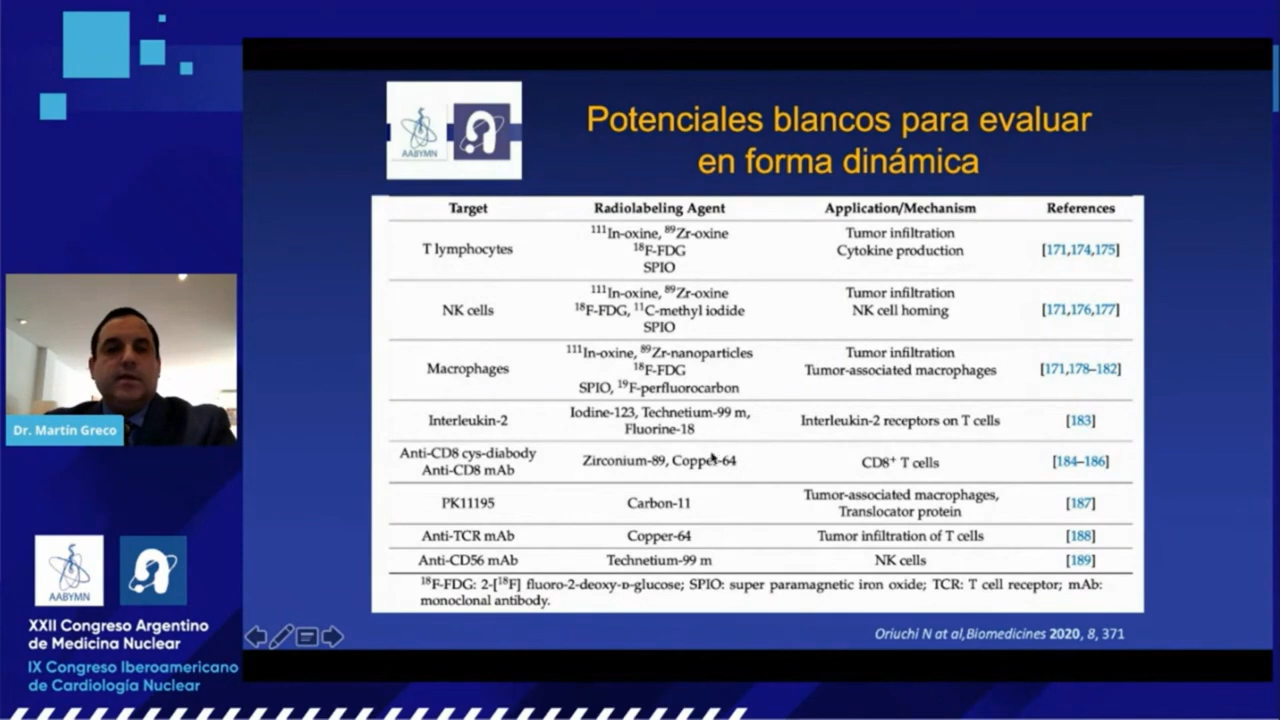 AABYMN
Potenciales blancos para evaluar
en forma dinámica
Target Radiolabeling Agent Application/Mechanism References
T lymphocytes
¹¹¹In-oxine, ⁸⁹Zr-oxine
¹⁸F-FDG
SPIO
Tumor infiltration
Cytokine production
[171,174,175]
NK cells
¹¹¹In-oxine, ⁸⁹Zr-oxine
¹⁸F-FDG, ¹¹C-methyl iodide
SPIO
Tumor infiltration
NK cell homing
[171,176,177]
Macrophages
¹¹¹In-oxine, ⁸⁹Zr-nanoparticles
¹⁸F-FDG
SPIO, ¹⁹F-perfluorocarbon
Tumor infiltration
Tumor-associated macrophages
[171,178–182]
Interleukin-2
Iodine-123, Technetium-99 m,
Fluorine-18
Interleukin-2 receptors on T cells
[183]
Anti-CD8 cys-diabody
Anti-CD8 mAb
Zirconium-89, Copper-64
CD8⁺ T cells
[184–186]
PK11195
Carbon-11
Tumor-associated macrophages,
Translocator protein
[187]
Anti-TCR mAb Copper-64 Tumor infiltration of T cells [188]
Anti-CD56 mAb Technetium-99 m NK cells [189]
¹⁸F-FDG: 2-[¹⁸F] fluoro-2-deoxy-ᴅ-glucose; SPIO: super paramagnetic iron oxide; TCR: T cell receptor; mAb:
monoclonal antibody.
Oriuchi N at al,Biomedicines 2020, 8, 371
Dr. Martín Greco
AABYMN
XXII Congreso Argentino
de Medicina Nuclear
IX Congreso Iberoamericano
de Cardiología Nuclear